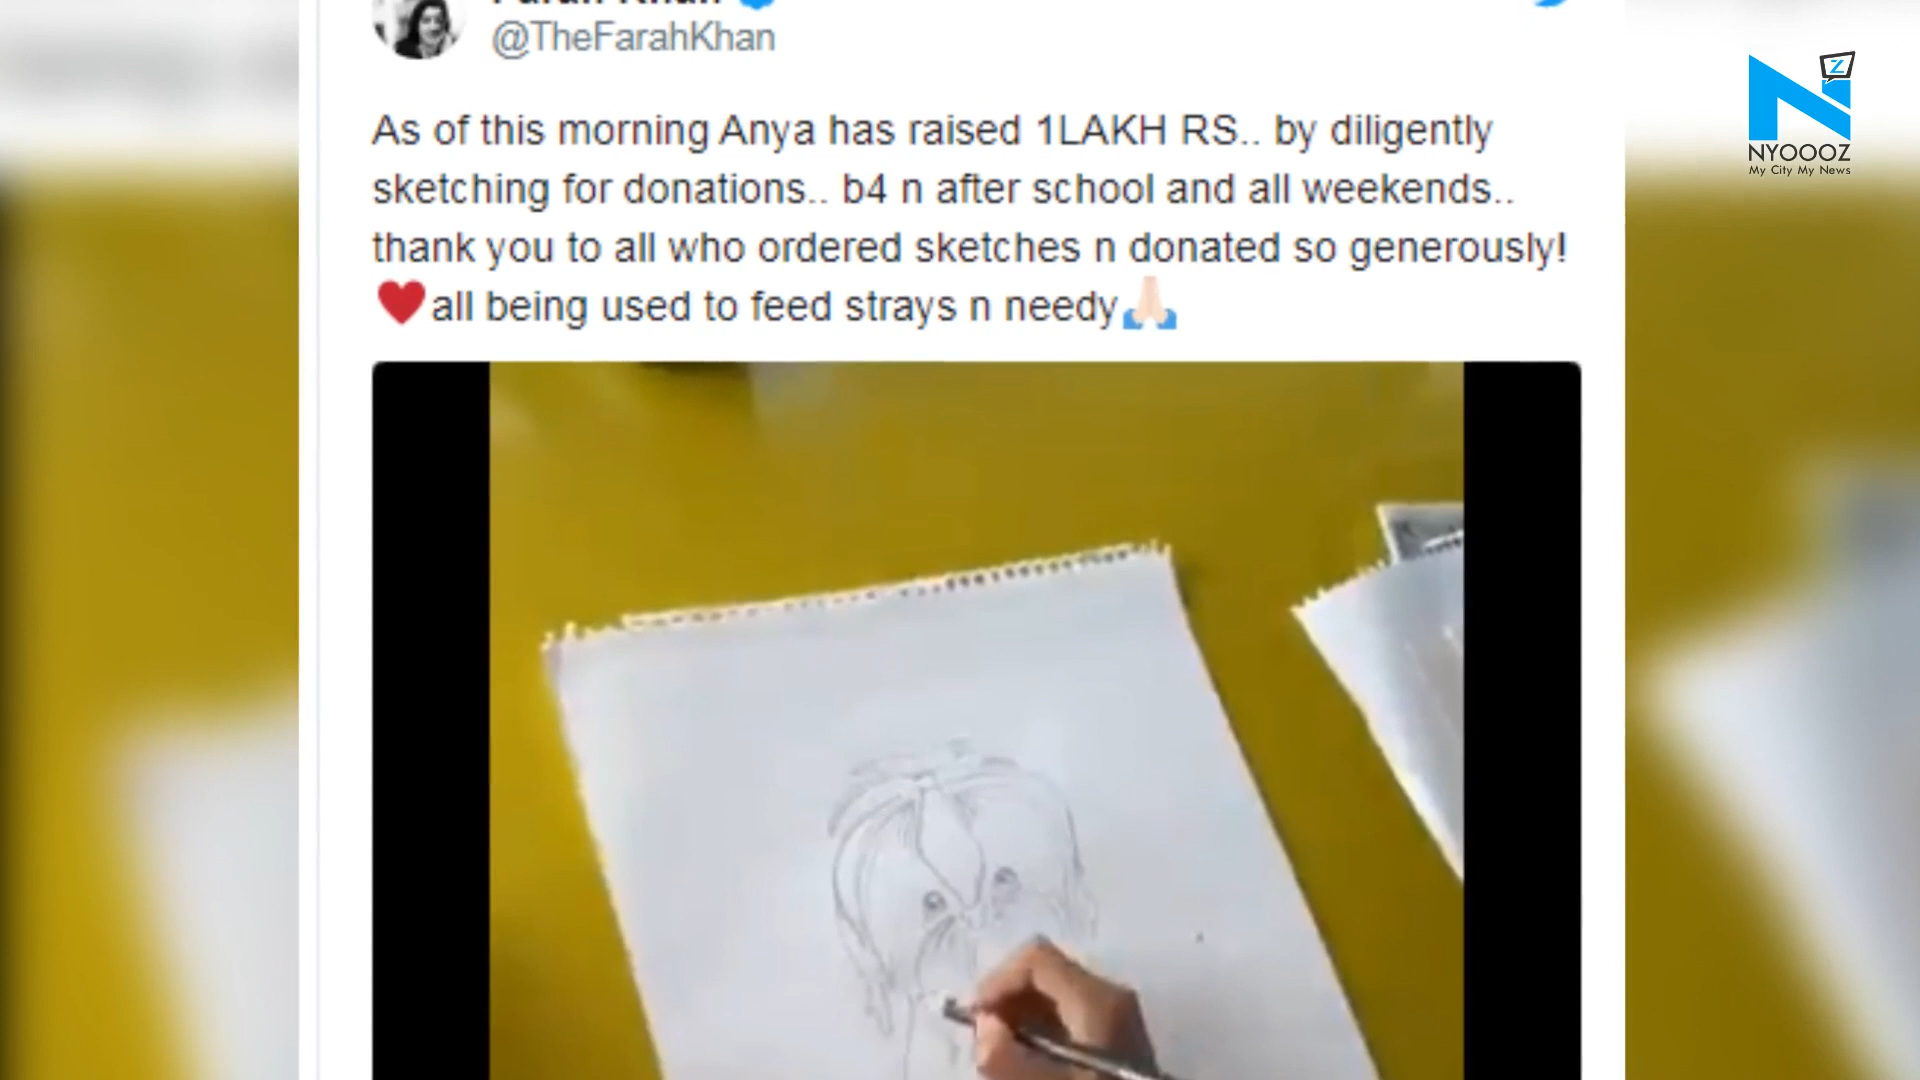 Farah Khan
@TheFarahKhan
As of this morning Anya has raised 1LAKH RS.. by diligently
sketching for donations.. b4 n after school and all weekends..
thank you to all who ordered sketches n donated so generously!
❤️all being used to feed strays n needy🙏🏻
Z
N
NYOOOZ
My City My News